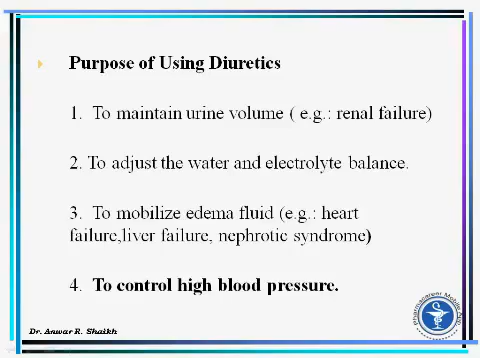 Purpose of Using Diuretics
1. To maintain urine volume ( e.g.: renal failure)
2. To adjust the water and electrolyte balance.
3. To mobilize edema fluid (e.g.: heart
failure,liver failure, nephrotic syndrome)
4. To control high blood pressure.
Dr. Anwar R. Shaikh